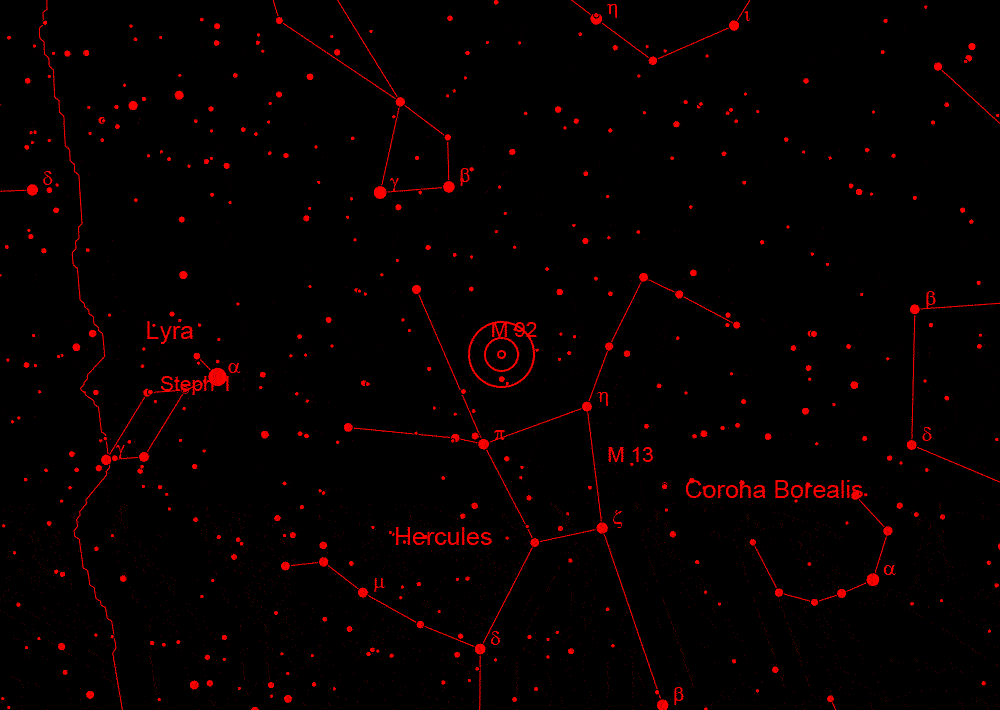 η
ι
δ
γ
β
β
Lyra
M 92
α
Steph 1
η
δ
γ
π
M 13
Corona Borealis
ζ
Hercules
α
μ
δ
β